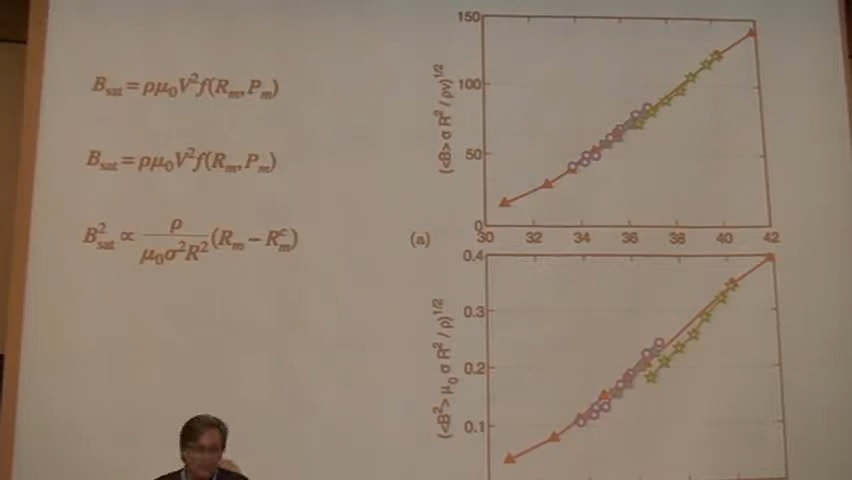 B_sat = ρμ₀V²f(R_m, P_m)
B_sat = ρμ₀V²f(R_m, P_m)
B²_sat ∝ ρ / μ₀σ²R² (R_m − R_m^c)
(<B> σ R² / ρν)^1/2
150
100
50
0
30 32 34 36 38 40 42
(a)
(<B²> μ₀ σ R² / ρ)^1/2
0.4
0.3
0.2
0.1